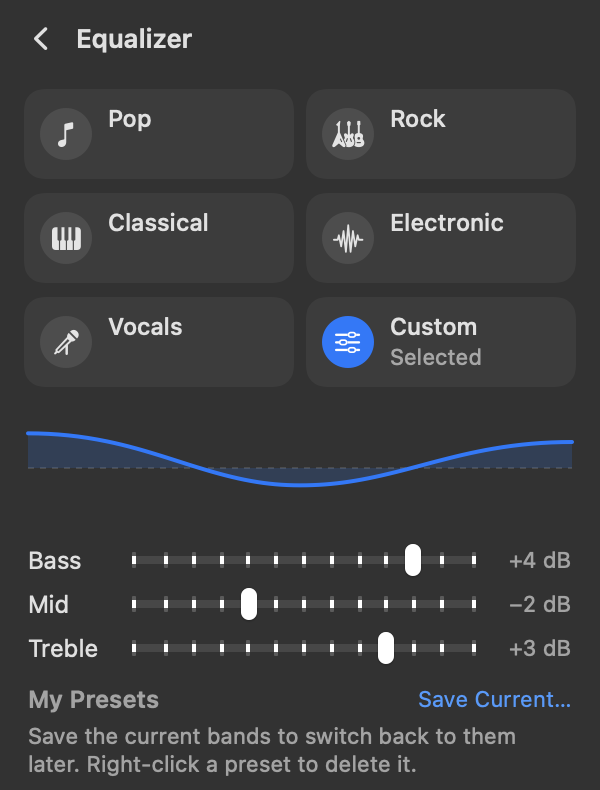 Equalizer
Pop
Rock
Classical
Electronic
Vocals
Custom
Selected
Bass +4 dB
Mid −2 dB
Treble +3 dB
My Presets Save Current...
Save the current bands to switch back to them
later. Right-click a preset to delete it.